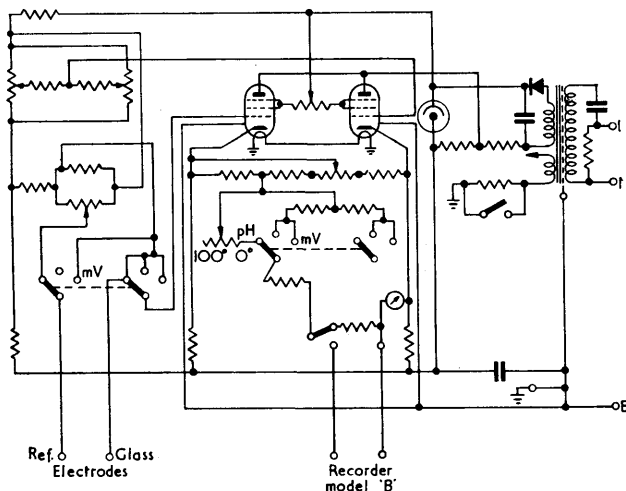 pH
mV
100°
0°
mV
E
Ref.
Glass
Electrodes
Recorder
model 'B'